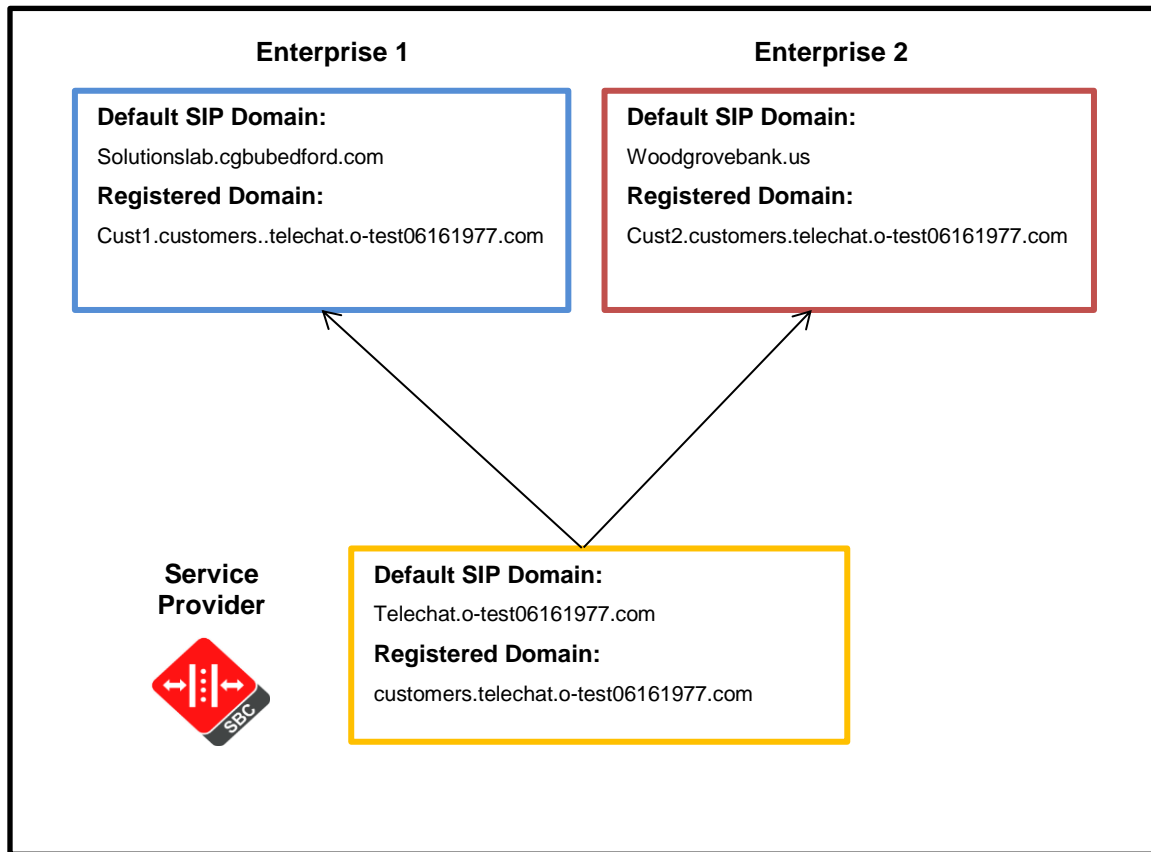 Enterprise 1
Enterprise 2
Default SIP Domain:
Solutionslab.cgbubedford.com
Registered Domain:
Cust1.customers..telechat.o-test06161977.com
Default SIP Domain:
Woodgrovebank.us
Registered Domain:
Cust2.customers.telechat.o-test06161977.com
Service
Provider
SBC
Default SIP Domain:
Telechat.o-test06161977.com
Registered Domain:
customers.telechat.o-test06161977.com